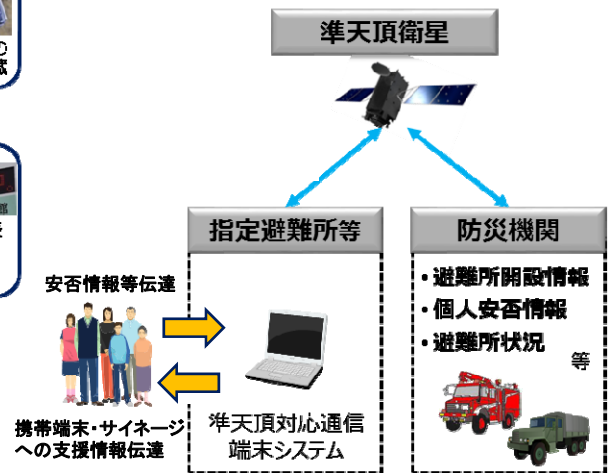 準天頂衛星
指定避難所等
防災機関
・避難所開設情報
・個人安否情報
・避難所状況
等
安否情報等伝達
携帯端末・サイネージ
への支援情報伝達
準天頂対応通信
端末システム